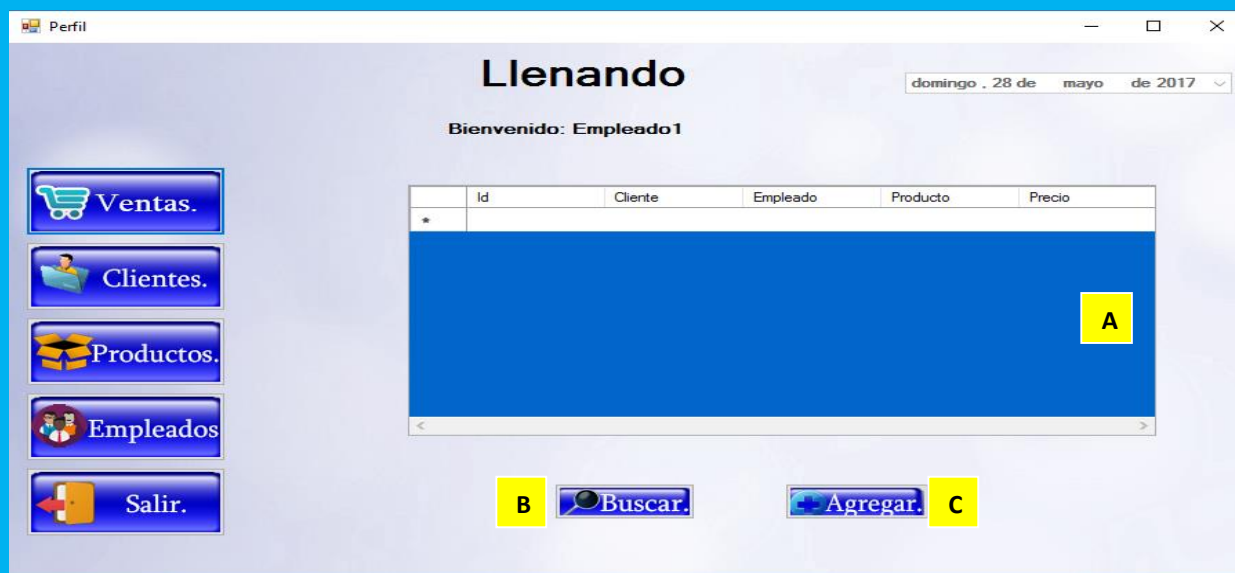 Perfil
Llenando
domingo , 28 de mayo de 2017
Bienvenido: Empleado1
Ventas.
Clientes.
Productos.
Empleados
Salir.
Id Cliente Empleado Producto Precio
*
A
B
Buscar.
Agregar.
C